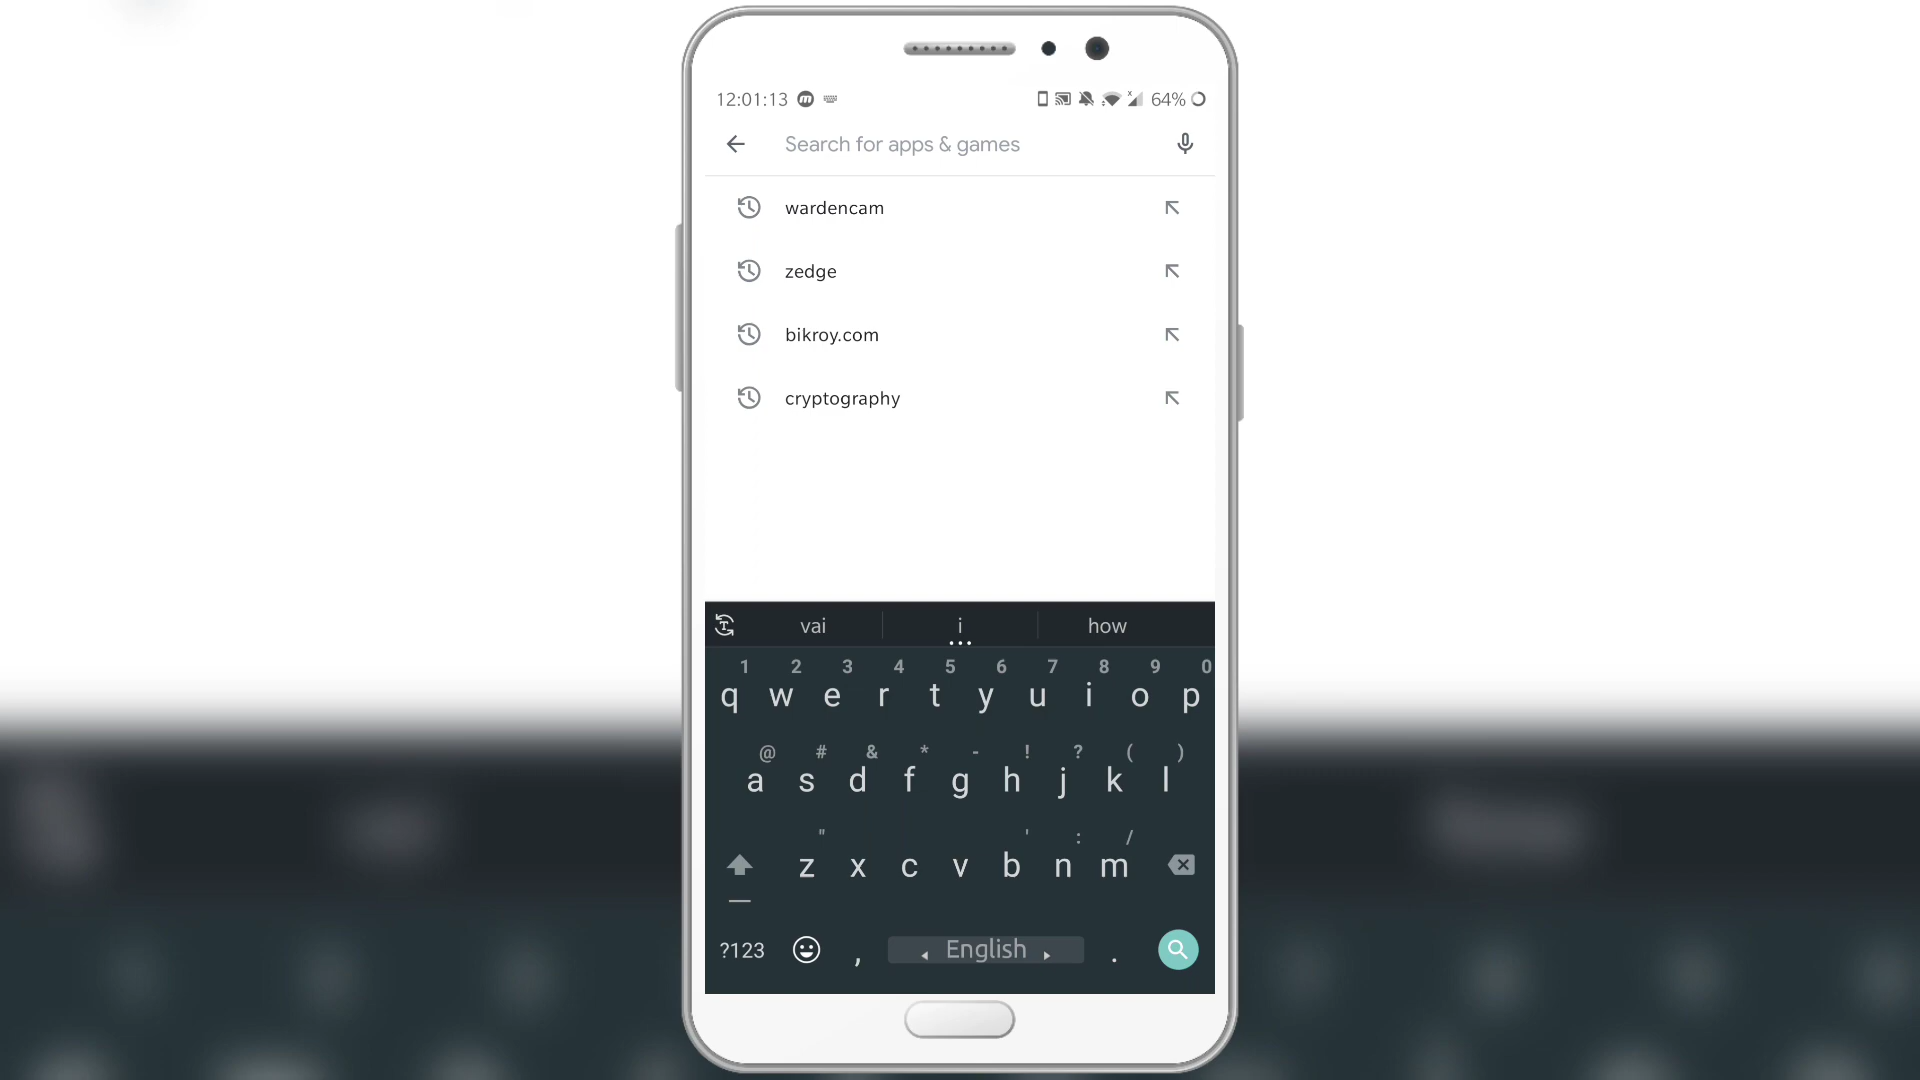 12:01:13 64%
Search for apps & games
wardencam
zedge
bikroy.com
cryptography
vai i how
1 2 3 4 5 6 7 8 9 0
q w e r t y u i o p
@ # & * - ! ? ( )
a s d f g h j k l
" ' : /
z x c v b n m
?123 , English .